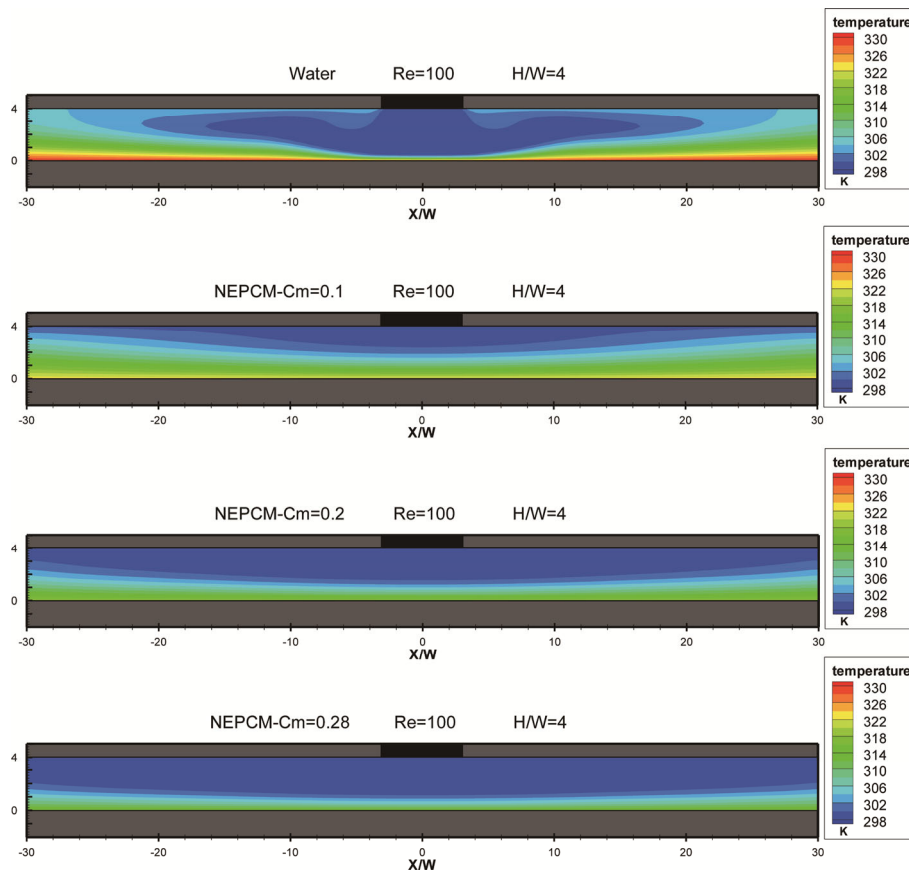 temperature
Water Re=100 H/W=4
330
326
322
318
314
310
306
302
298
K
4
0
-30 -20 -10 0 10 20 30
X/W
temperature
NEPCM-Cm=0.1 Re=100 H/W=4
330
326
322
318
314
310
306
302
298
K
4
0
-30 -20 -10 0 10 20 30
X/W
temperature
NEPCM-Cm=0.2 Re=100 H/W=4
330
326
322
318
314
310
306
302
298
K
4
0
-30 -20 -10 0 10 20 30
X/W
temperature
NEPCM-Cm=0.28 Re=100 H/W=4
330
326
322
318
314
310
306
302
298
K
4
0
-30 -20 -10 0 10 20 30
X/W